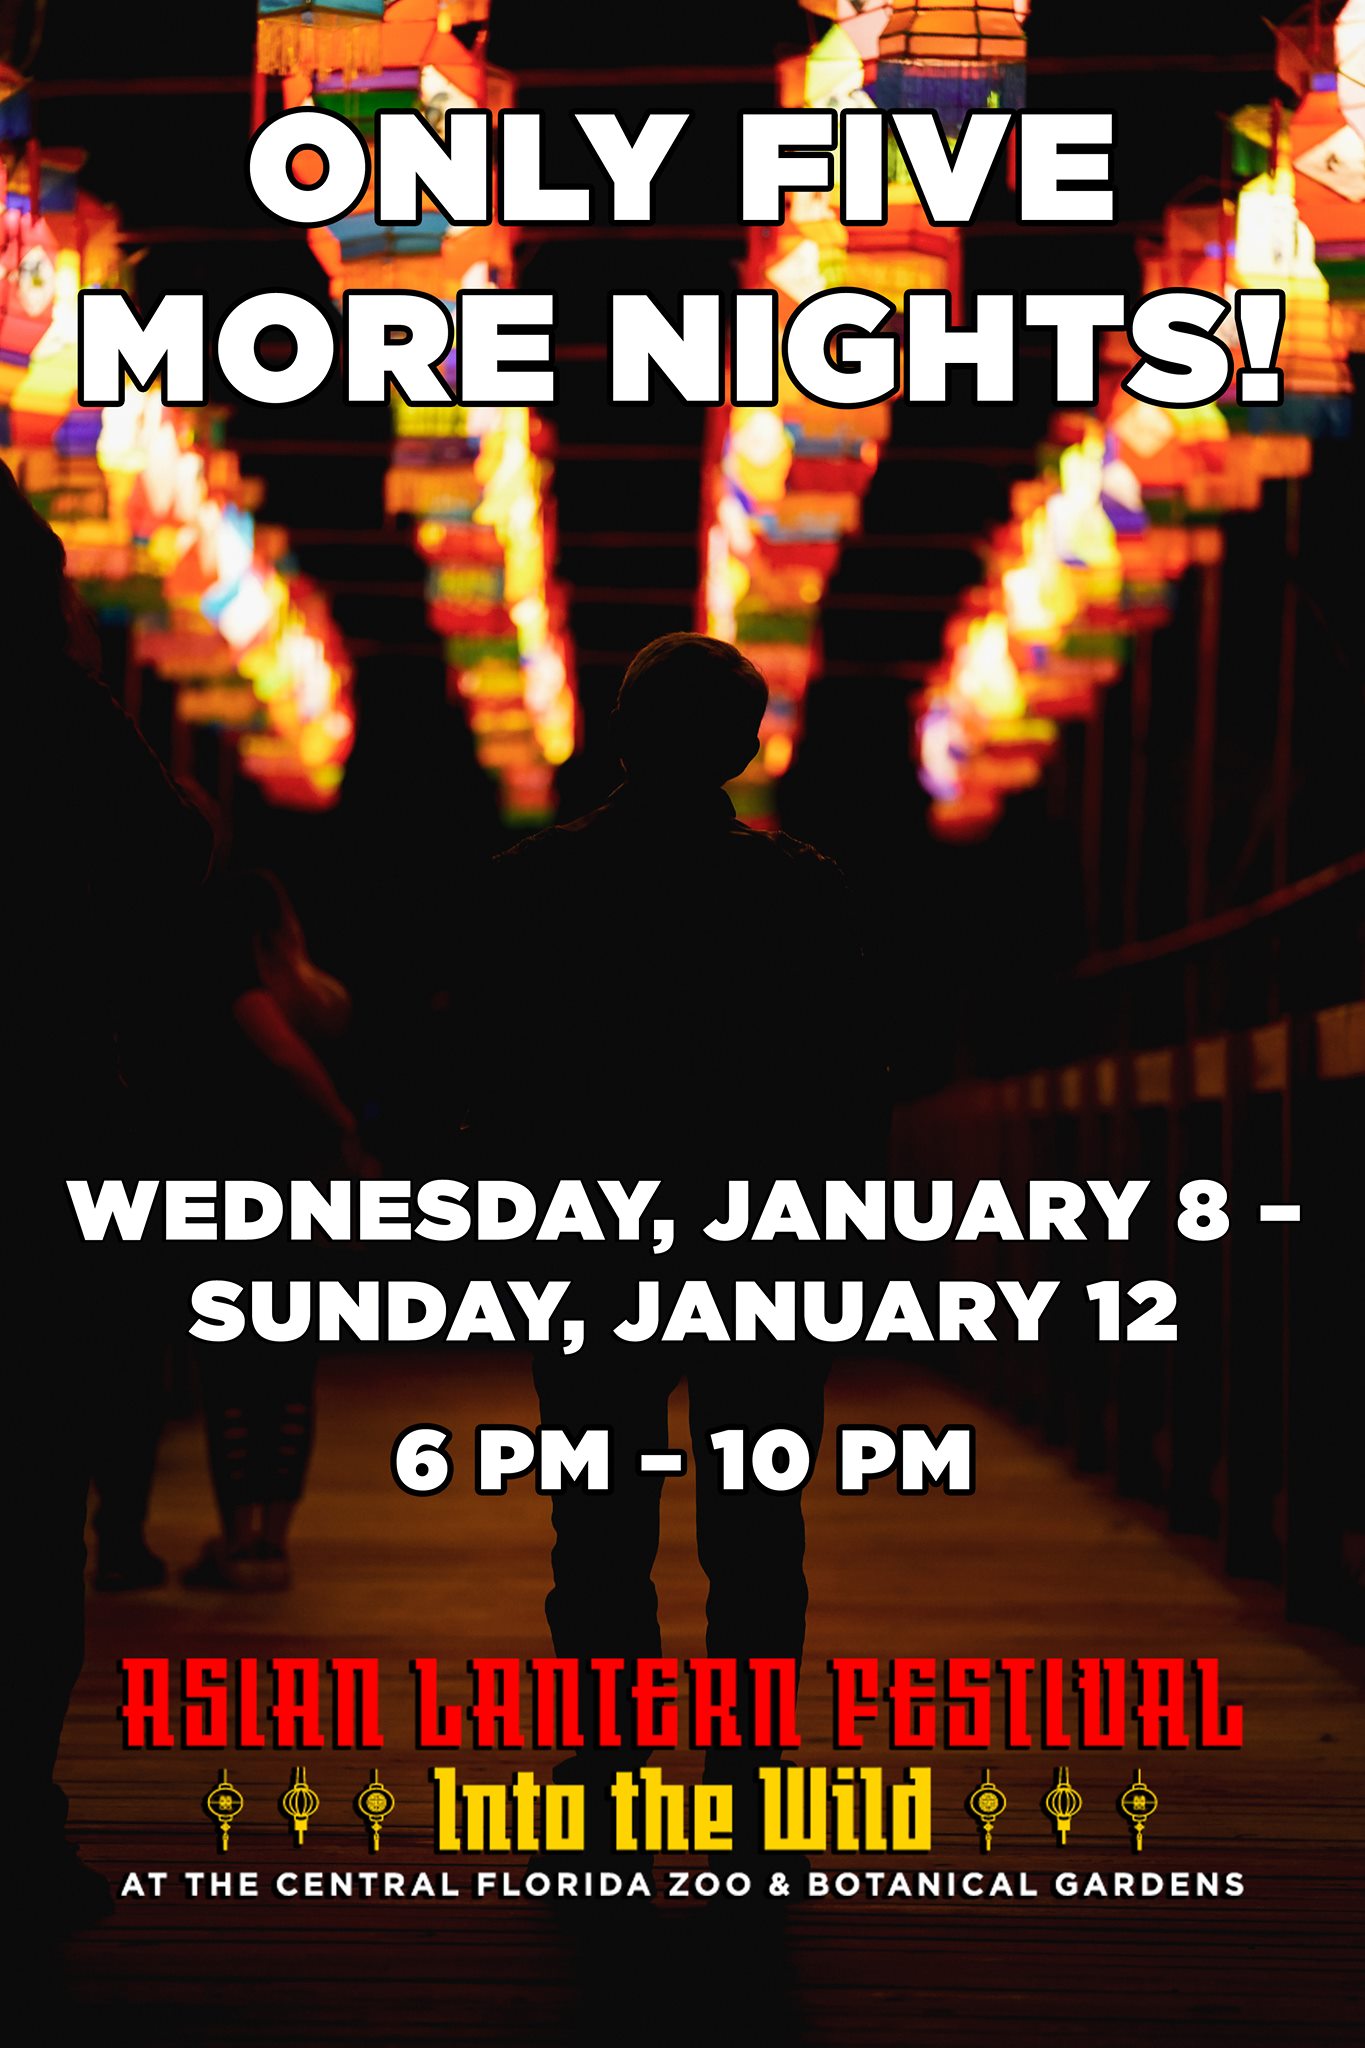 ONLY FIVE
MORE NIGHTS!
WEDNESDAY, JANUARY 8 –
SUNDAY, JANUARY 12
6 PM – 10 PM
ASIAN LANTERN FESTIVAL
Into the Wild
AT THE CENTRAL FLORIDA ZOO & BOTANICAL GARDENS